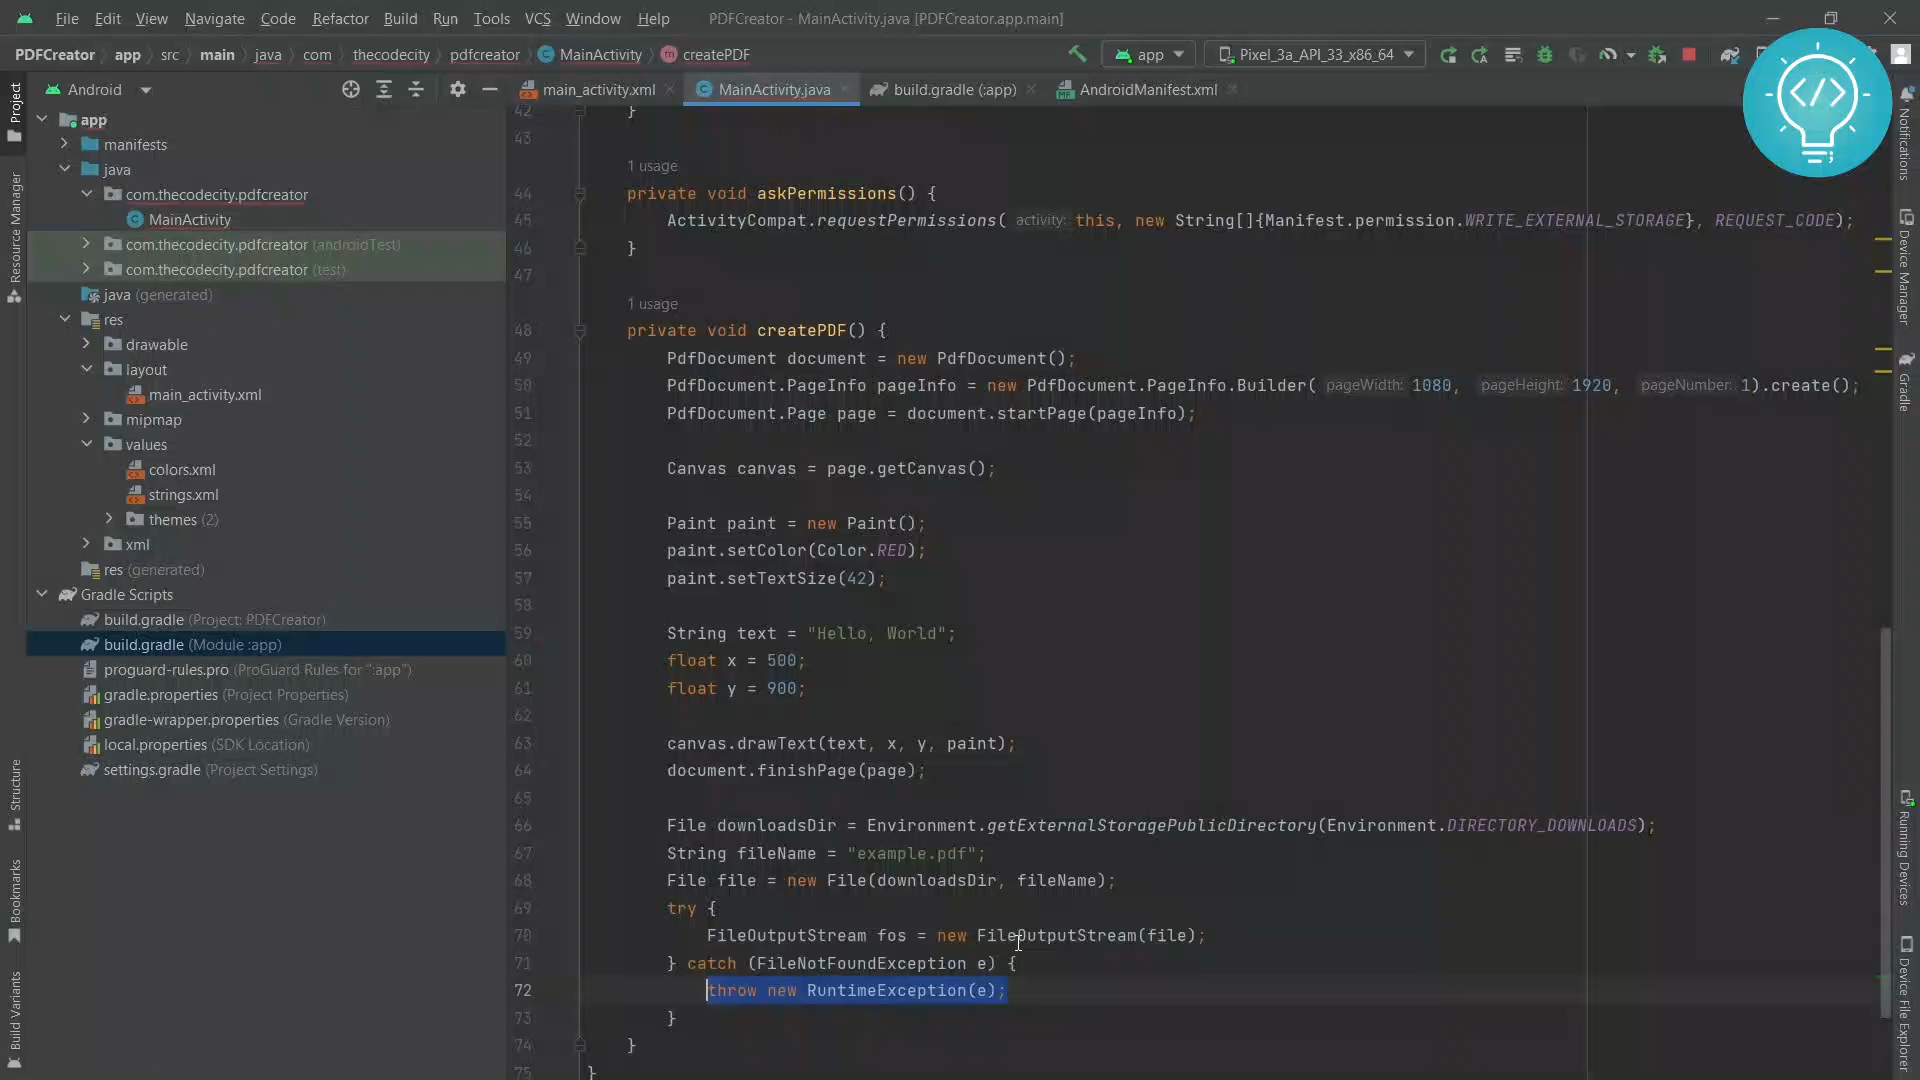 File Edit View Navigate Code Refactor Build Run Tools VCS Window Help PDFCreator - MainActivity.java [PDFCreator.app.main]
PDFCreator app src main java com thecodecity pdfcreator MainActivity createPDF app Pixel_3a_API_33_x86_64
Android main_activity.xml MainActivity.java build.gradle (:app) AndroidManifest.xml
Project
Resource Manager
Structure
Bookmarks
Build Variants
app
manifests
java
com.thecodecity.pdfcreator
MainActivity
com.thecodecity.pdfcreator (androidTest)
com.thecodecity.pdfcreator (test)
java (generated)
res
drawable
layout
main_activity.xml
mipmap
values
colors.xml
strings.xml
themes (2)
xml
res (generated)
Gradle Scripts
build.gradle (Project: PDFCreator)
build.gradle (Module :app)
proguard-rules.pro (ProGuard Rules for ":app")
gradle.properties (Project Properties)
gradle-wrapper.properties (Gradle Version)
local.properties (SDK Location)
settings.gradle (Project Settings)
42 }
43
1 usage
44 private void askPermissions() {
45 ActivityCompat.requestPermissions( activity: this, new String[]{Manifest.permission.WRITE_EXTERNAL_STORAGE}, REQUEST_CODE);
46 }
47
1 usage
48 private void createPDF() {
49 PdfDocument document = new PdfDocument();
50 PdfDocument.PageInfo pageInfo = new PdfDocument.PageInfo.Builder( pageWidth: 1080, pageHeight: 1920, pageNumber: 1).create();
51 PdfDocument.Page page = document.startPage(pageInfo);
52
53 Canvas canvas = page.getCanvas();
54
55 Paint paint = new Paint();
56 paint.setColor(Color.RED);
57 paint.setTextSize(42);
58
59 String text = "Hello, World";
60 float x = 500;
61 float y = 900;
62
63 canvas.drawText(text, x, y, paint);
64 document.finishPage(page);
65
66 File downloadsDir = Environment.getExternalStoragePublicDirectory(Environment.DIRECTORY_DOWNLOADS);
67 String fileName = "example.pdf";
68 File file = new File(downloadsDir, fileName);
69 try {
70 FileOutputStream fos = new FileOutputStream(file);
71 } catch (FileNotFoundException e) {
72 throw new RuntimeException(e);
73 }
74 }
75 }
Notifications
Device Manager
Gradle
Running Devices
Device File Explorer